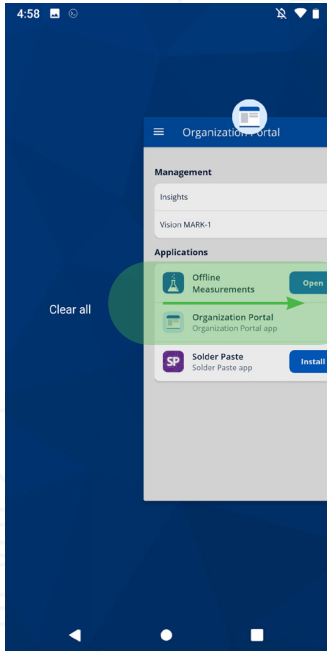 4:58
Organization Portal
Management
Insights
Vision MARK-1
Applications
Offline
Measurements
Open
Clear all
Organization Portal
Organization Portal app
SP
Solder Paste
Solder Paste app
Install